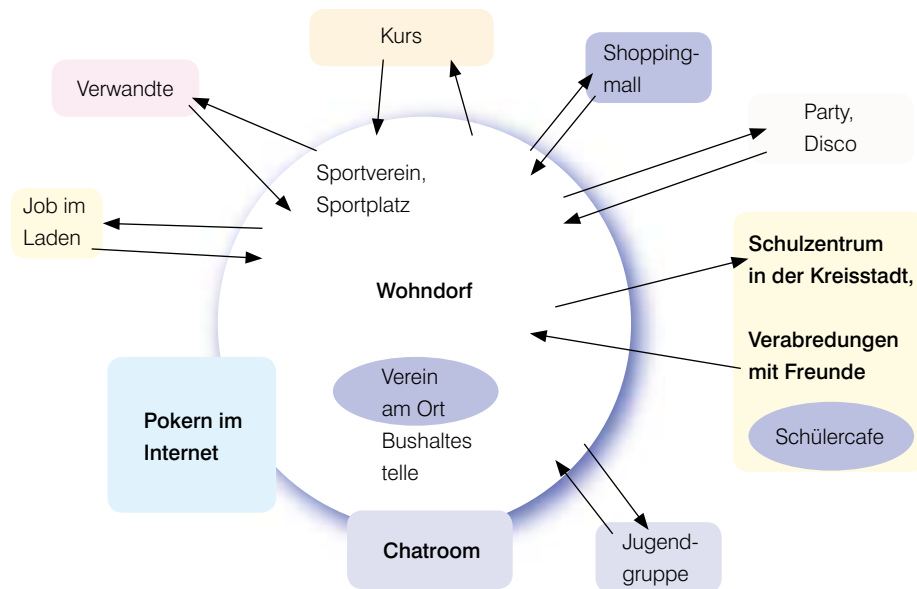 Kurs
Shopping-
mall
Verwandte
Party,
Disco
Sportverein,
Sportplatz
Job im
Laden
Schulzentrum
in der Kreisstadt,
Wohndorf
Verabredungen
mit Freunde
Verein
am Ort
Bushaltes
telle
Pokern im
Internet
Schülercafe
Chatroom
Jugend-
gruppe